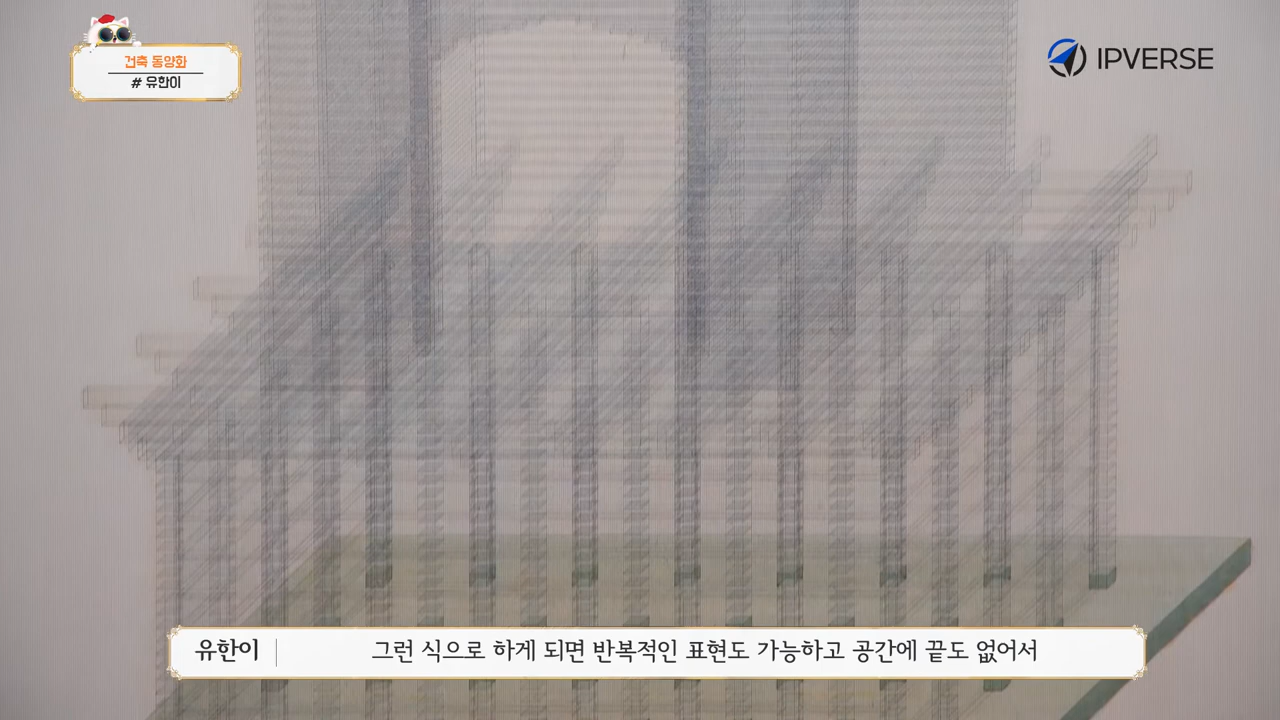 건축 동양화
# 유한이
IPVERSE
유한이
그런 식으로 하게 되면 반복적인 표현도 가능하고 공간에 끝도 없어서